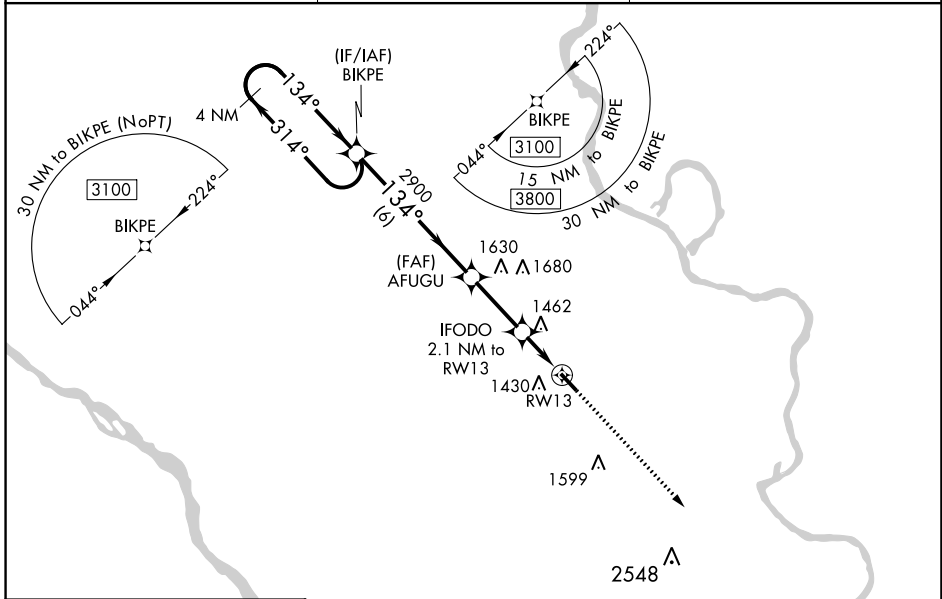 (IF/IAF)
BIKPE
4 NM
134°
314°
30 NM to BIKPE (NoPT)
3100
BIKPE
224°
044°
224°
044°
BIKPE
3100
15 NM to BIKPE
3800
30 NM to BIKPE
2900
134°
(6)
(FAF)
AFUGU
1630
1680
1462
IFODO
2.1 NM to
RW13
1430
RW13
1599
2548